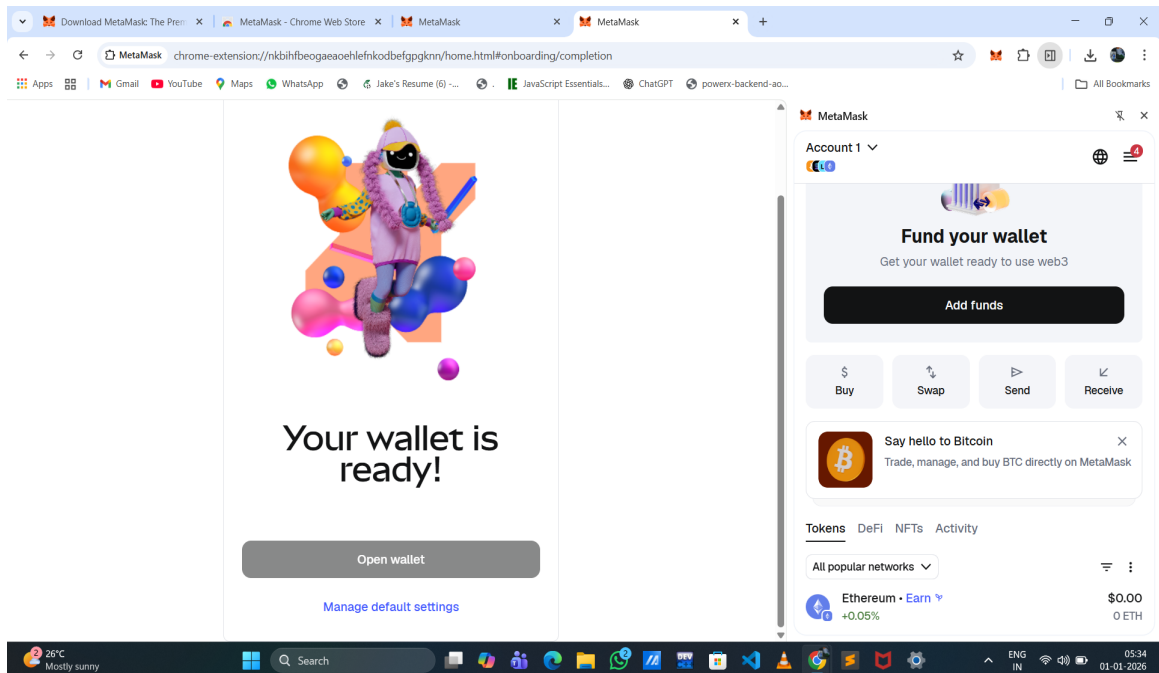 Download MetaMask: The Prem
MetaMask - Chrome Web Store
MetaMask
MetaMask
MetaMask
chrome-extension://nkbihfbeogaeaoehlefnkodbefgpgknn/home.html#onboarding/completion
Apps
Gmail
YouTube
Maps
WhatsApp
Jake's Resume (6) -...
.
JavaScript Essentials...
ChatGPT
powerx-backend-ao...
All Bookmarks
Your wallet is
ready!
Open wallet
Manage default settings
MetaMask
Account 1
4
Fund your wallet
Get your wallet ready to use web3
Add funds
$
Buy
Swap
Send
Receive
Say hello to Bitcoin
Trade, manage, and buy BTC directly on MetaMask
Tokens DeFi NFTs Activity
All popular networks
Ethereum • Earn $0.00
+0.05% 0 ETH
2
26°C
Mostly sunny
Search
2
DEV
ENG
IN
05:34
01-01-2026